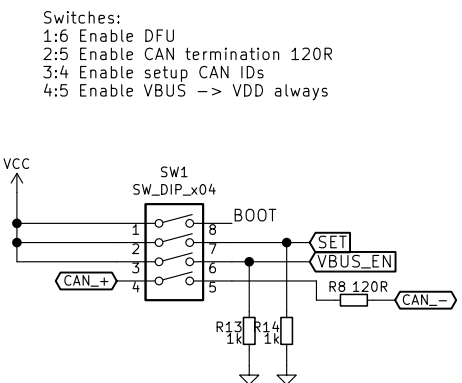 Switches:
1:6 Enable DFU
2:5 Enable CAN termination 120R
3:4 Enable setup CAN IDs
4:5 Enable VBUS -> VDD always
VCC
SW1
SW_DIP_x04
1 8 BOOT
2 7 SET
3 6 VBUS_EN
CAN_+ 4 5
R8 120R
CAN_-
R13 R14
1k 1k